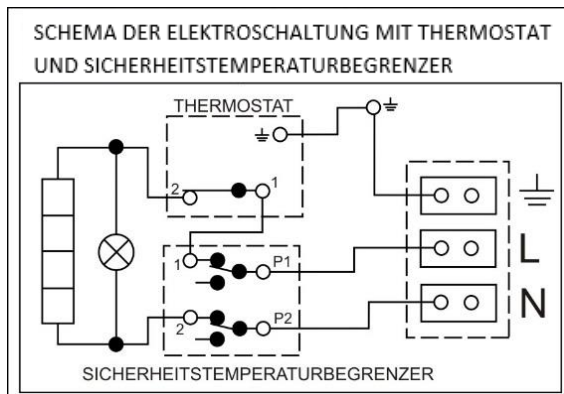 SCHEMA DER ELEKTROSCHALTUNG MIT THERMOSTAT
UND SICHERHEITSTEMPERATURBEGRENZER
THERMOSTAT
2
1
1
P1
L
2
P2
N
SICHERHEITSTEMPERATURBEGRENZER